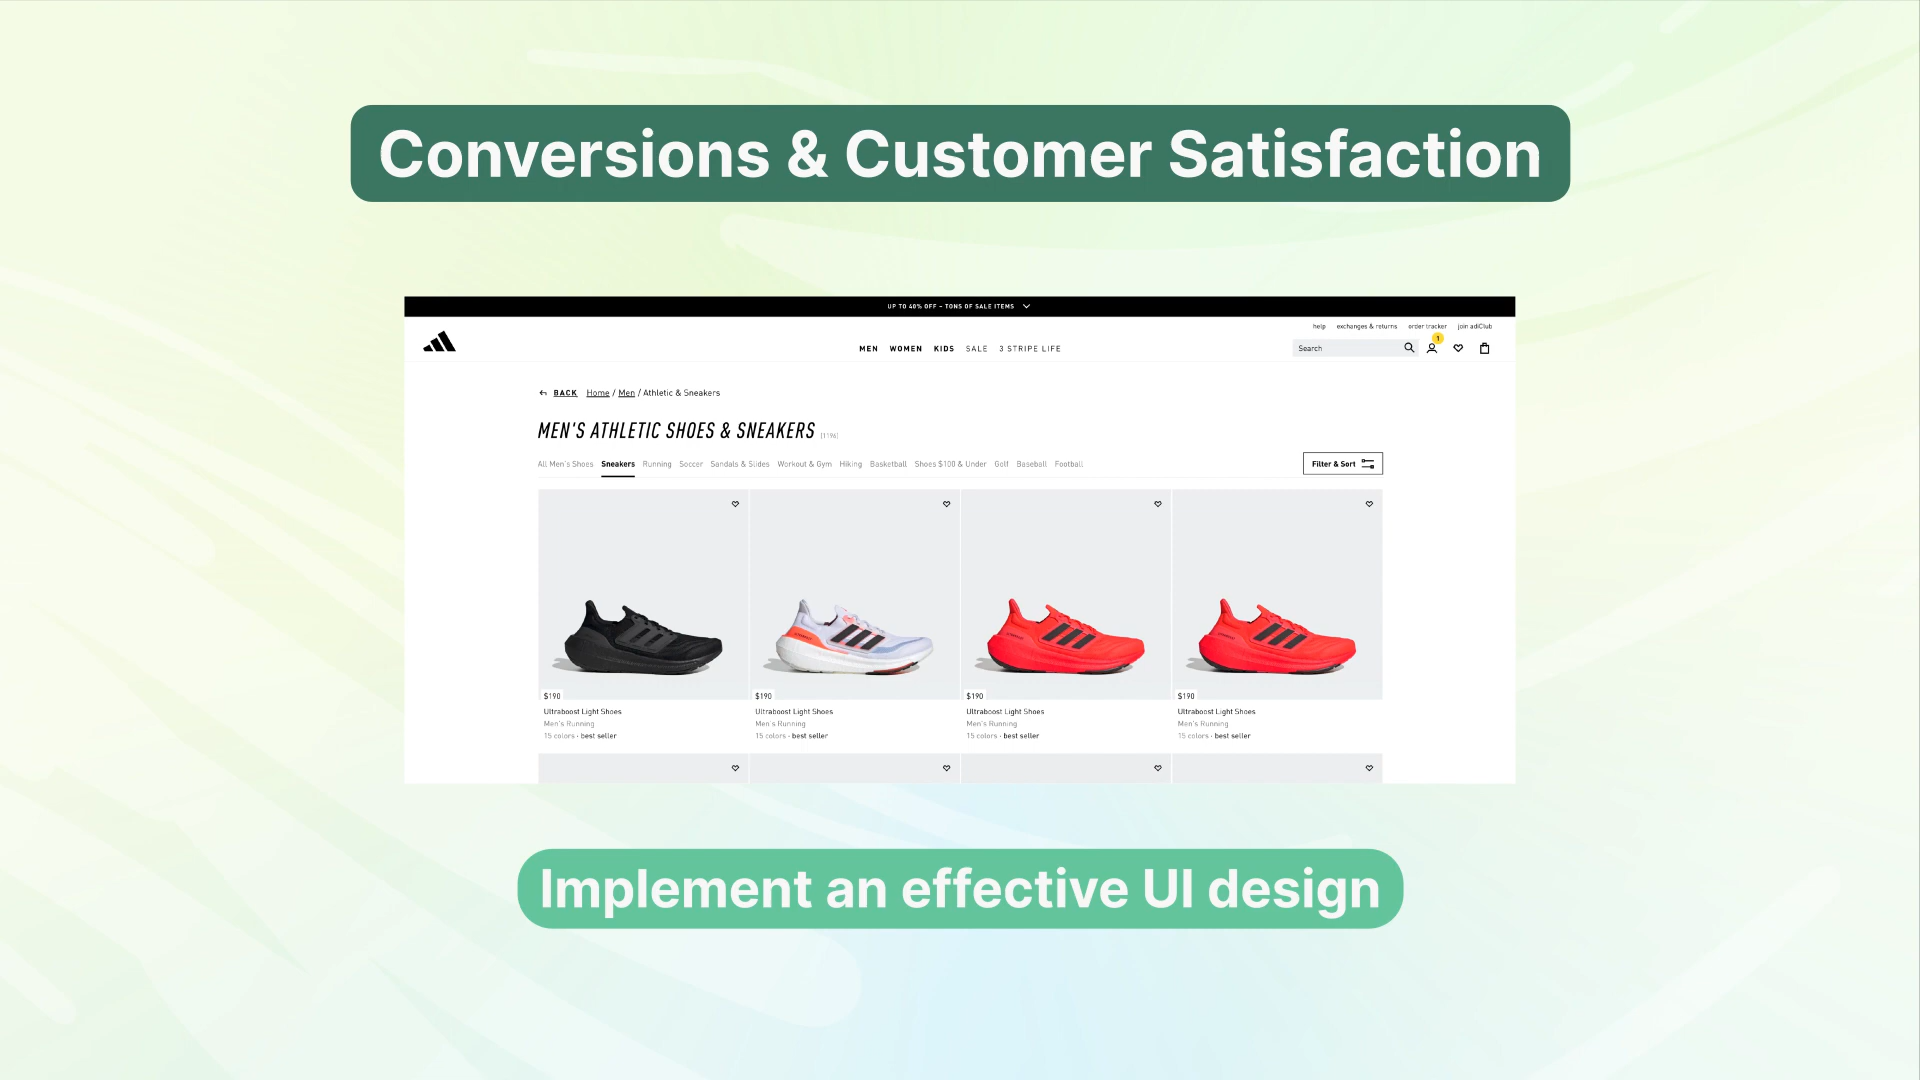 Conversions & Customer Satisfaction
UP TO 40% OFF – TONS OF SALE ITEMS
help exchanges & returns order tracker join adiClub
1
MEN WOMEN KIDS SALE 3 STRIPE LIFE
Search
BACK Home / Men / Athletic & Sneakers
MEN'S ATHLETIC SHOES & SNEAKERS [1196]
All Men's Shoes Sneakers Running Soccer Sandals & Slides Workout & Gym Hiking Basketball Shoes $100 & Under Golf Baseball Football
Filter & Sort
$190 $190 $190 $190
Ultraboost Light Shoes Ultraboost Light Shoes Ultraboost Light Shoes Ultraboost Light Shoes
Men's Running Men's Running Men's Running Men's Running
15 colors · best seller 15 colors · best seller 15 colors · best seller 15 colors · best seller
Implement an effective UI design